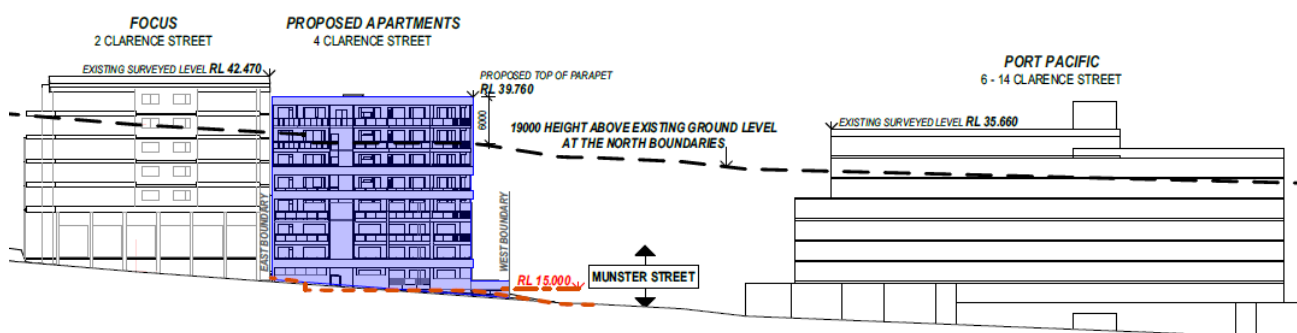 FOCUS
2 CLARENCE STREET
EXISTING SURVEYED LEVEL RL 42.470
PROPOSED APARTMENTS
4 CLARENCE STREET
PROPOSED TOP OF PARAPET
RL 39.760
6000
19000 HEIGHT ABOVE EXISTING GROUND LEVEL
AT THE NORTH BOUNDARIES
PORT PACIFIC
6 - 14 CLARENCE STREET
EXISTING SURVEYED LEVEL RL 35.660
EAST BOUNDARY
WEST BOUNDARY
RL 15.000
MUNSTER STREET